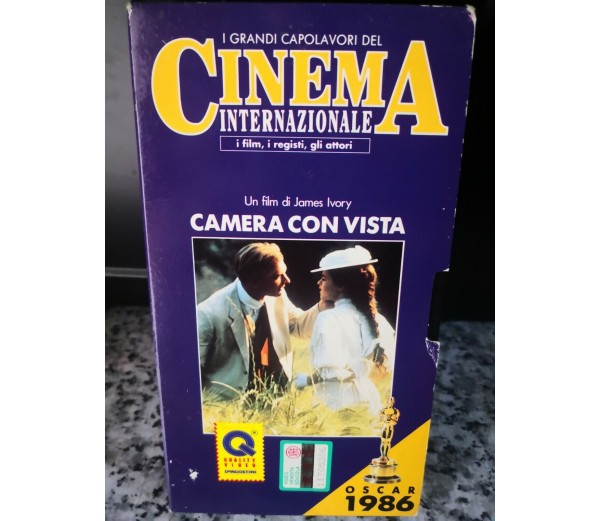 I GRANDI CAPOLAVORI DEL
CINEMA
INTERNAZIONALE
i film, i registi, gli attori
Un film di James Ivory
CAMERA CON VISTA
Q
QUALITY
VIDEO
DEAGOSTINI
OSCAR
1986